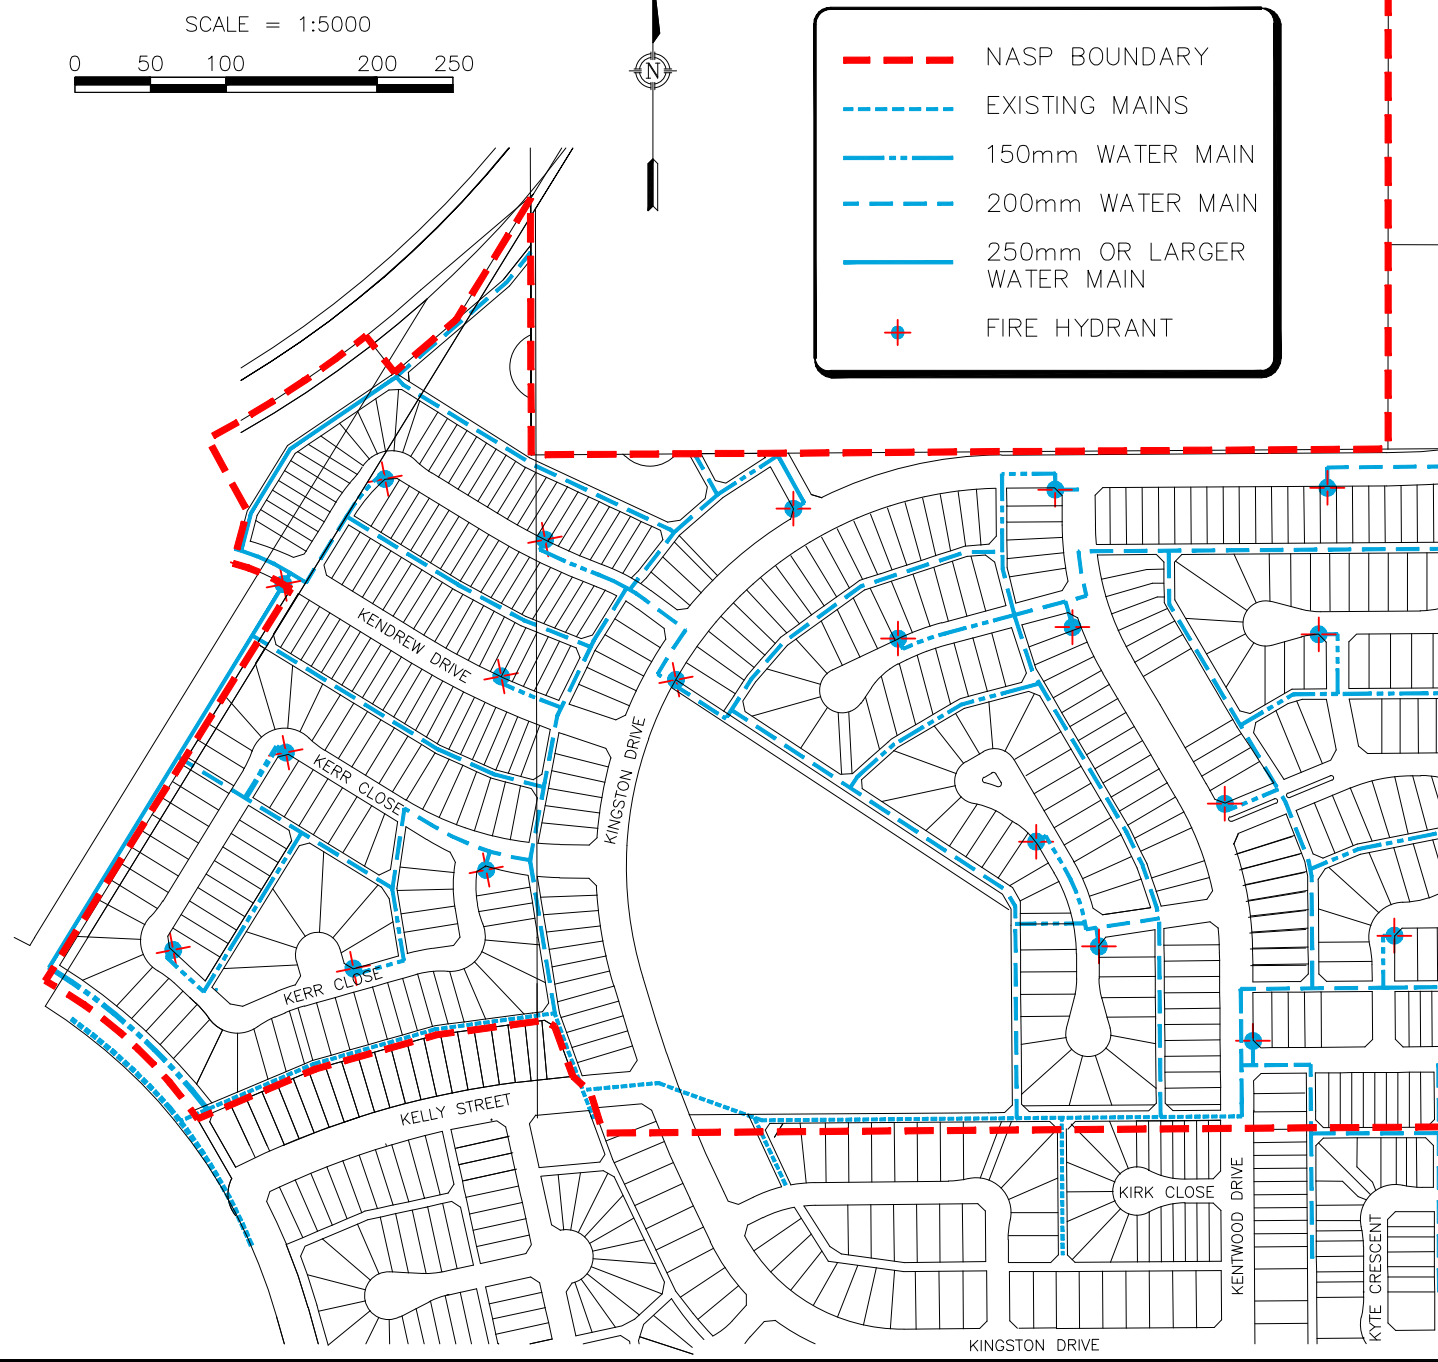 SCALE = 1:5000
0 50 100 200 250
N
NASP BOUNDARY
EXISTING MAINS
150mm WATER MAIN
200mm WATER MAIN
250mm OR LARGER
WATER MAIN
FIRE HYDRANT
KENDREW DRIVE
KINGSTON DRIVE
KERR CLOSE
KERR CLOSE
KELLY STREET
KIRK CLOSE
KENTWOOD DRIVE
KYTE CRESCENT
KINGSTON DRIVE